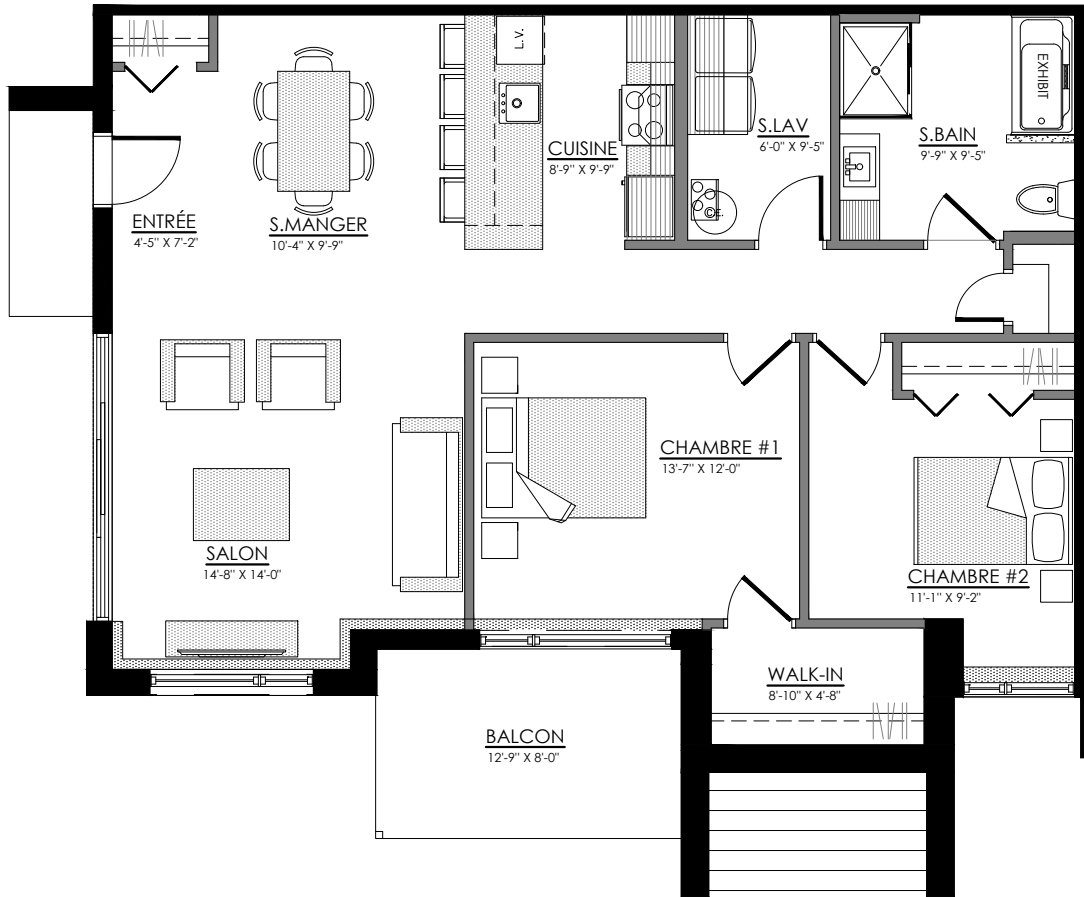 L.V.
EXHIBIT
S.LAV
6'-0" X 9'-5"
S.BAIN
9'-9" X 9'-5"
CUISINE
8'-9" X 9'-9"
ENTRÉE
4'-5" X 7'-2"
S.MANGER
10'-4" X 9'-9"
CHAMBRE #1
13'-7" X 12'-0"
SALON
14'-8" X 14'-0"
CHAMBRE #2
11'-1" X 9'-2"
WALK-IN
8'-10" X 4'-8"
BALCON
12'-9" X 8'-0"